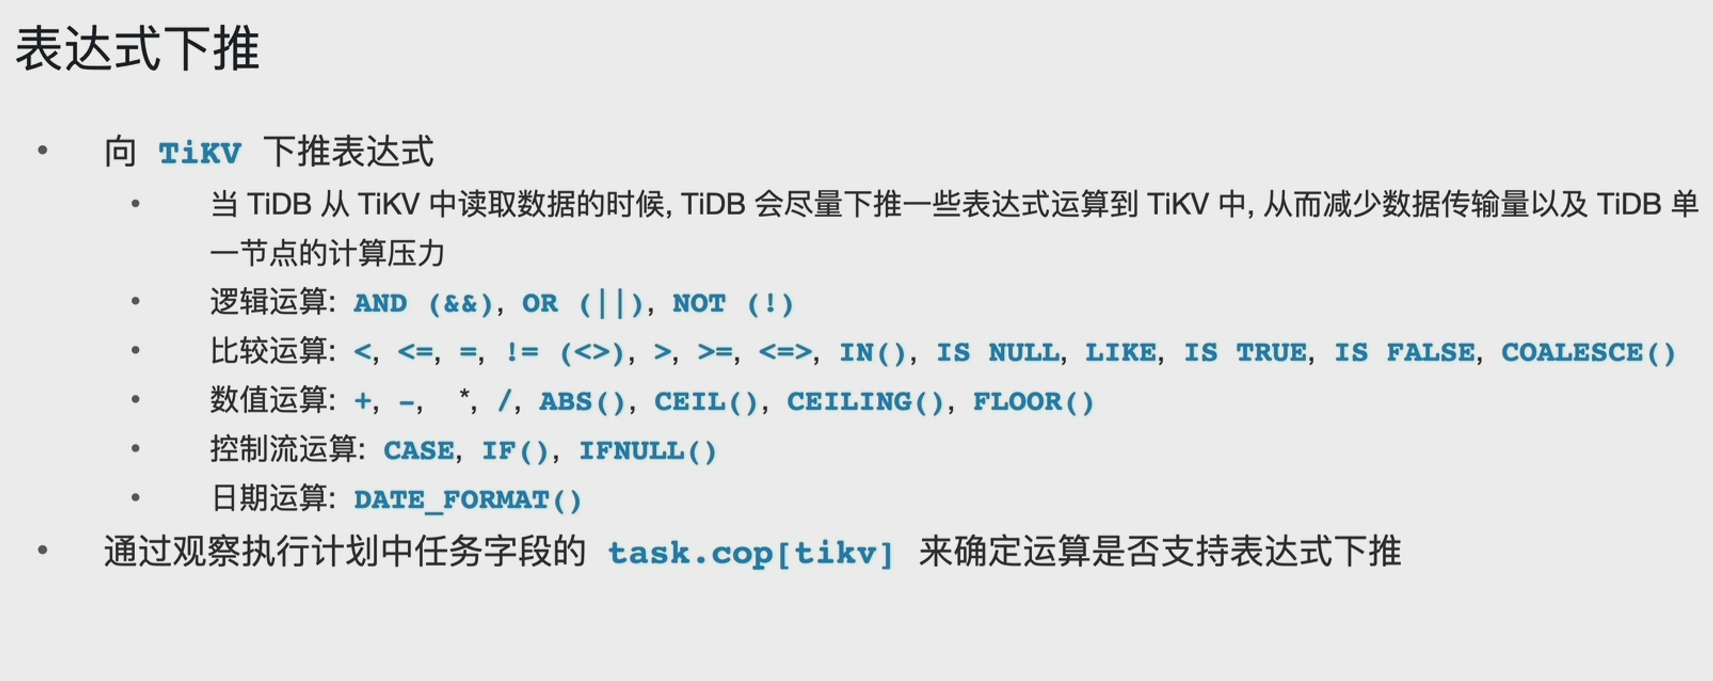 表达式下推
• 向 TiKV 下推表达式
• 当 TiDB 从 TiKV 中读取数据的时候, TiDB 会尽量下推一些表达式运算到 TiKV 中, 从而减少数据传输量以及 TiDB 单
一节点的计算压力
• 逻辑运算: AND (&&), OR (||), NOT (!)
• 比较运算: <, <=, =, != (<>), >, >=, <=>, IN(), IS NULL, LIKE, IS TRUE, IS FALSE, COALESCE()
• 数值运算: +, -, *, /, ABS(), CEIL(), CEILING(), FLOOR()
• 控制流运算: CASE, IF(), IFNULL()
• 日期运算: DATE_FORMAT()
• 通过观察执行计划中任务字段的 task.cop[tikv] 来确定运算是否支持表达式下推